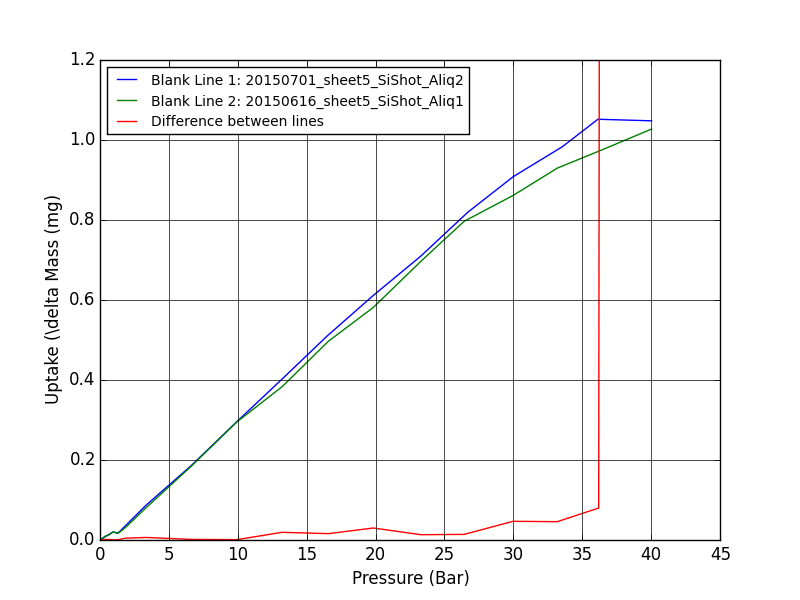 Blank Line 1: 20150701_sheet5_SiShot_Aliq2
Blank Line 2: 20150616_sheet5_SiShot_Aliq1
Difference between lines
1.2
1.0
0.8
0.6
0.4
0.2
0.0
Uptake (\delta Mass (mg)
0 5 10 15 20 25 30 35 40 45
Pressure (Bar)